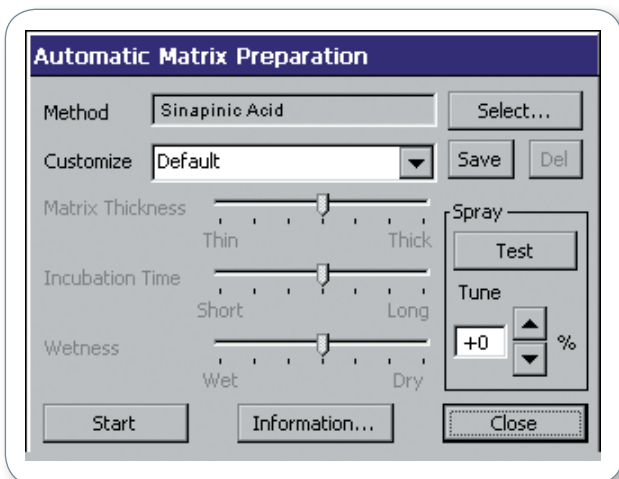 Automatic Matrix Preparation
Method Sinapinic Acid Select...
Customize Default Save Del
Matrix Thickness
Thin Thick
Spray
Test
Incubation Time
Short Long
Tune
+0 %
Wetness
Wet Dry
Start Information... Close